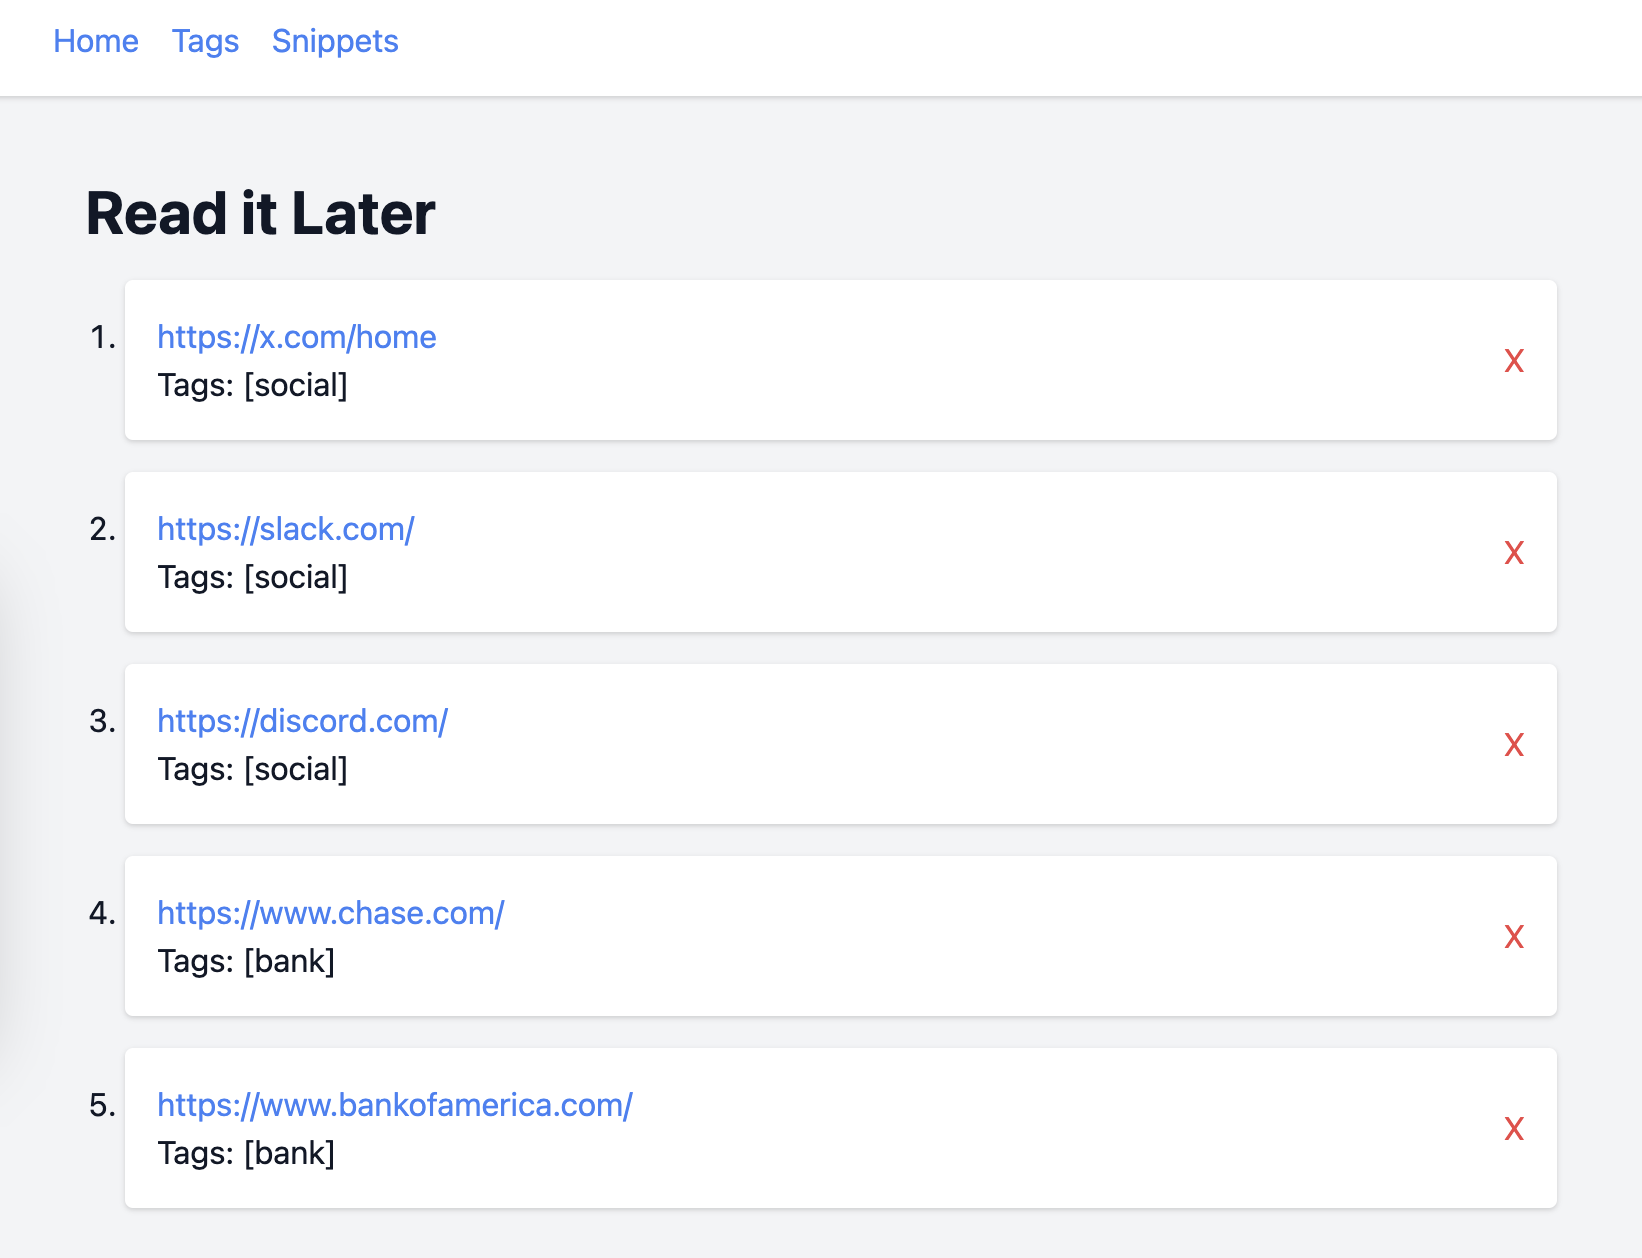 Home Tags Snippets
Read it Later
1. https://x.com/home
Tags: [social]
X
2. https://slack.com/
Tags: [social]
X
3. https://discord.com/
Tags: [social]
X
4. https://www.chase.com/
Tags: [bank]
X
5. https://www.bankofamerica.com/
Tags: [bank]
X